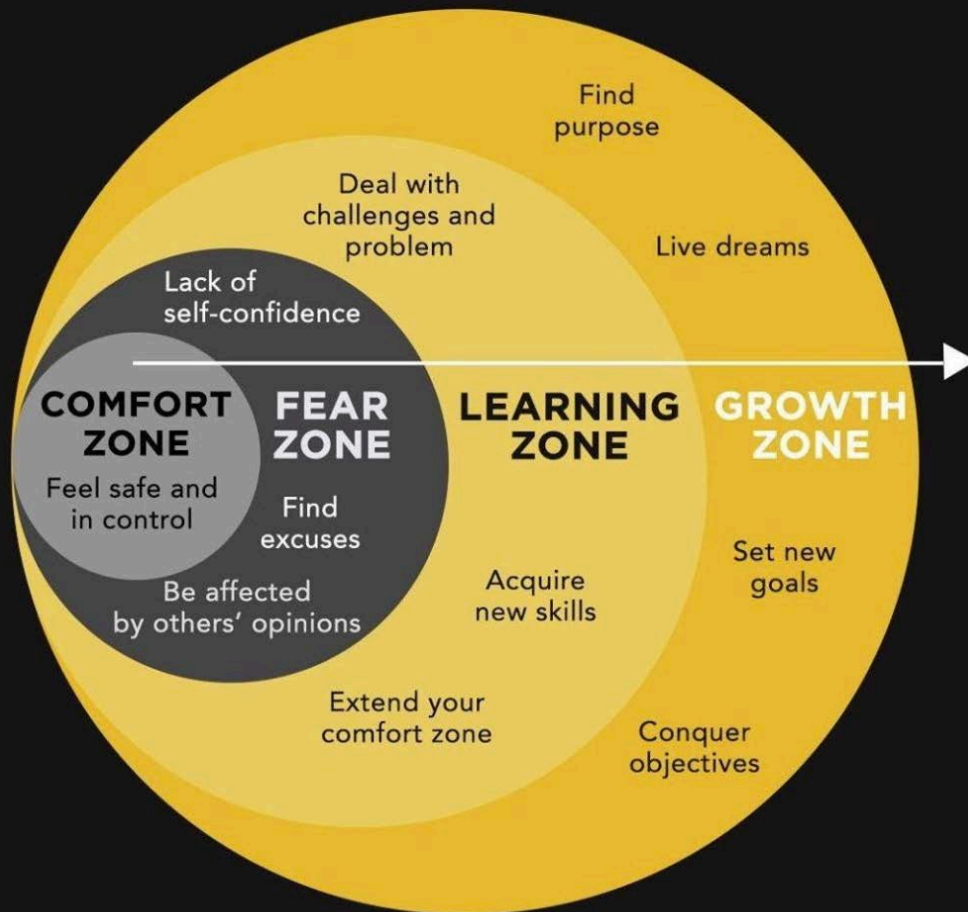 Find
purpose
Deal with
challenges and
problem
Live dreams
Lack of
self-confidence
COMFORT
ZONE
Feel safe and
in control
FEAR
ZONE
LEARNING
ZONE
GROWTH
ZONE
Find
excuses
Be affected
by others' opinions
Acquire
new skills
Set new
goals
Extend your
comfort zone
Conquer
objectives